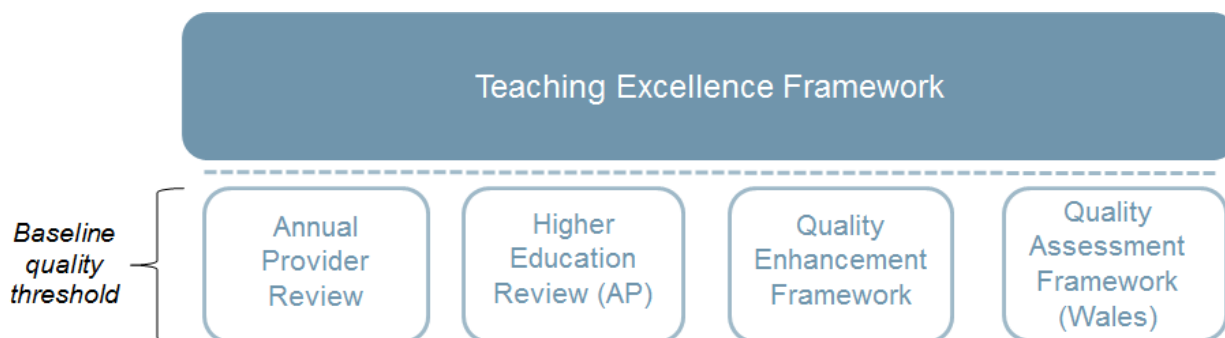 Teaching Excellence Framework
Baseline
quality
threshold
Annual
Provider
Review
Higher
Education
Review (AP)
Quality
Enhancement
Framework
Quality
Assessment
Framework
(Wales)